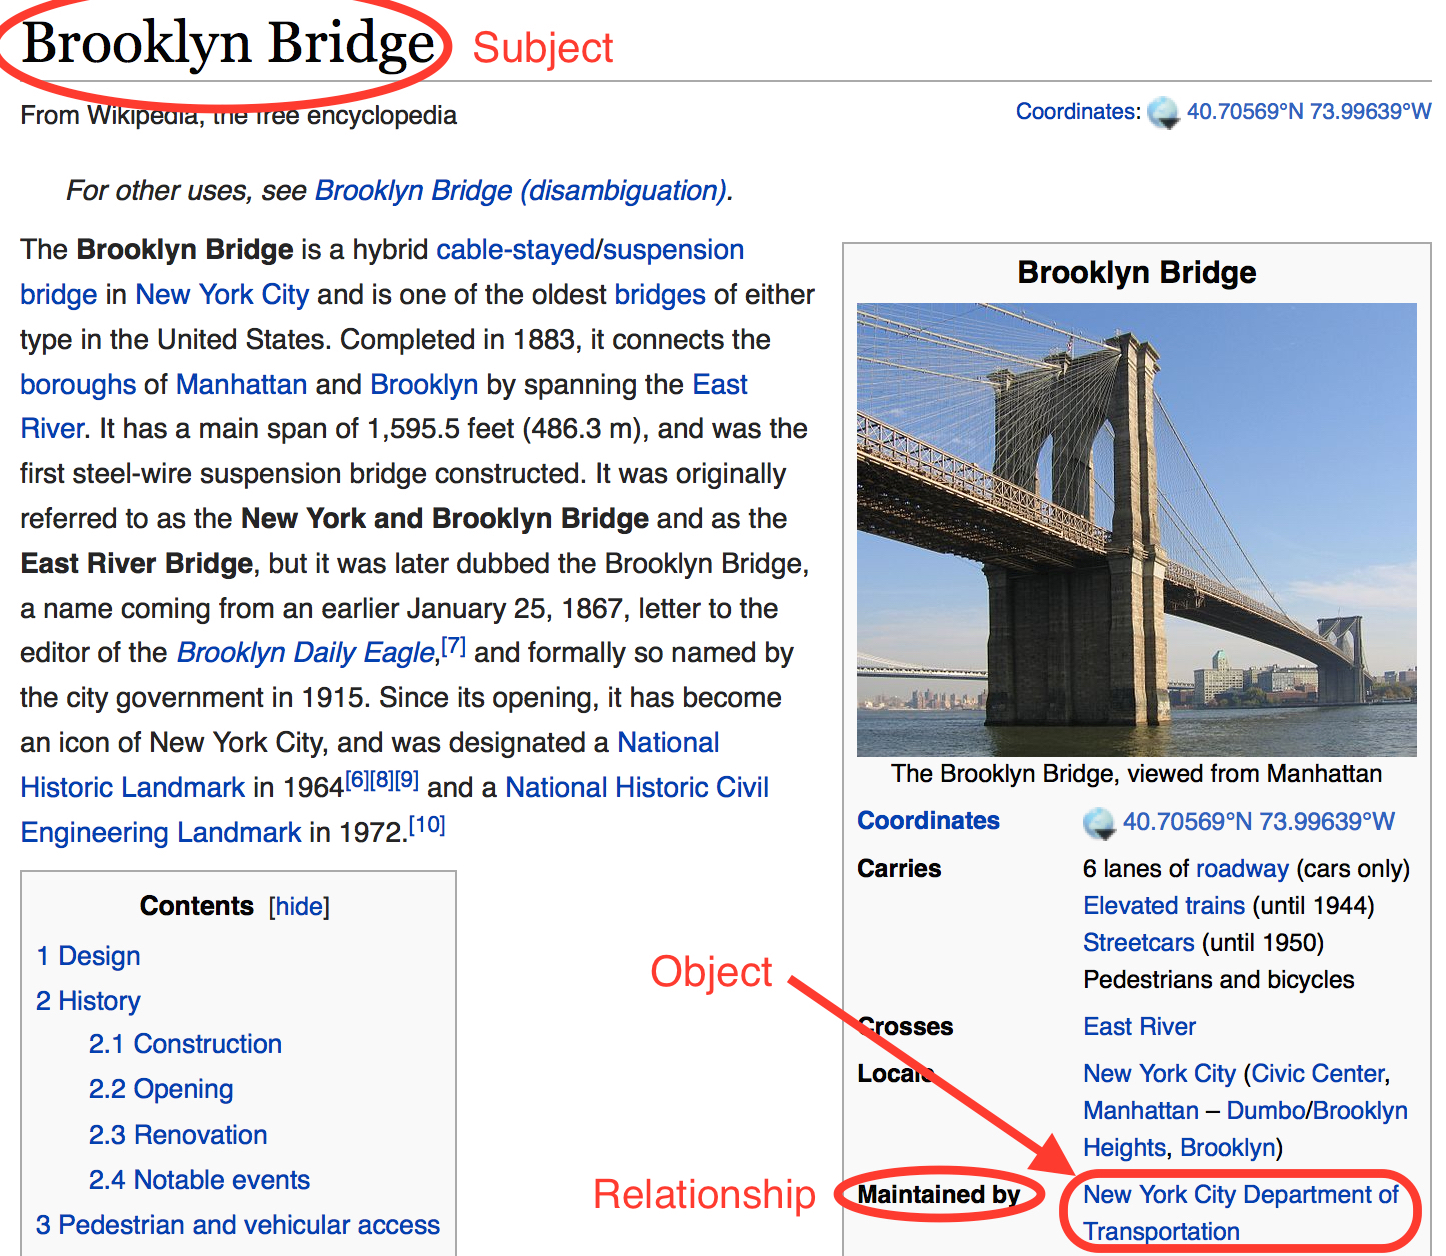 Brooklyn Bridge Subject
From Wikipedia, the free encyclopedia
Coordinates: 40.70569°N 73.99639°W
For other uses, see Brooklyn Bridge (disambiguation).
The Brooklyn Bridge is a hybrid cable-stayed/suspension
bridge in New York City and is one of the oldest bridges of either
type in the United States. Completed in 1883, it connects the
boroughs of Manhattan and Brooklyn by spanning the East
River. It has a main span of 1,595.5 feet (486.3 m), and was the
first steel-wire suspension bridge constructed. It was originally
referred to as the New York and Brooklyn Bridge and as the
East River Bridge, but it was later dubbed the Brooklyn Bridge,
a name coming from an earlier January 25, 1867, letter to the
editor of the Brooklyn Daily Eagle,[7] and formally so named by
the city government in 1915. Since its opening, it has become
an icon of New York City, and was designated a National
Historic Landmark in 1964[6][8][9] and a National Historic Civil
Engineering Landmark in 1972.[10]
Contents [hide]
1 Design
2 History
2.1 Construction
2.2 Opening
2.3 Renovation
2.4 Notable events
3 Pedestrian and vehicular access
Brooklyn Bridge
The Brooklyn Bridge, viewed from Manhattan
Coordinates 40.70569°N 73.99639°W
Carries 6 lanes of roadway (cars only)
Elevated trains (until 1944)
Streetcars (until 1950)
Pedestrians and bicycles
Object
Crosses East River
Locale New York City (Civic Center,
Manhattan – Dumbo/Brooklyn
Heights, Brooklyn)
Relationship Maintained by New York City Department of
Transportation